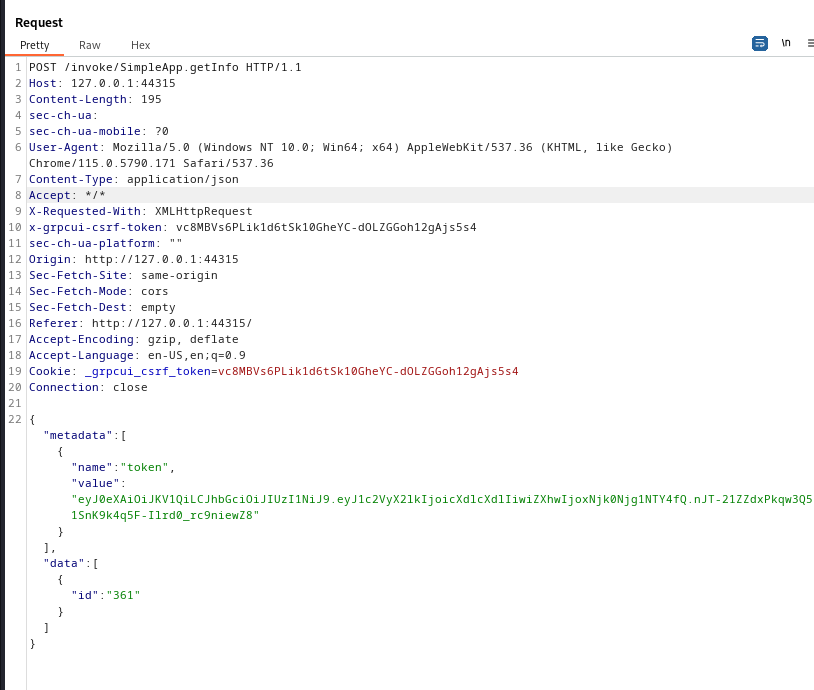 Request
Pretty Raw Hex
\n
1 POST /invoke/SimpleApp.getInfo HTTP/1.1
2 Host: 127.0.0.1:44315
3 Content-Length: 195
4 sec-ch-ua:
5 sec-ch-ua-mobile: ?0
6 User-Agent: Mozilla/5.0 (Windows NT 10.0; Win64; x64) AppleWebKit/537.36 (KHTML, like Gecko)
Chrome/115.0.5790.171 Safari/537.36
7 Content-Type: application/json
8 Accept: */*
9 X-Requested-With: XMLHttpRequest
10 x-grpcui-csrf-token: vc8MBVs6PLik1d6tSk10GheYC-dOLZGGoh12gAjs5s4
11 sec-ch-ua-platform: ""
12 Origin: http://127.0.0.1:44315
13 Sec-Fetch-Site: same-origin
14 Sec-Fetch-Mode: cors
15 Sec-Fetch-Dest: empty
16 Referer: http://127.0.0.1:44315/
17 Accept-Encoding: gzip, deflate
18 Accept-Language: en-US,en;q=0.9
19 Cookie: _grpcui_csrf_token=vc8MBVs6PLik1d6tSk10GheYC-dOLZGGoh12gAjs5s4
20 Connection: close
21
22 {
"metadata":[
{
"name":"token",
"value":
"eyJ0eXAiOiJKV1QiLCJhbGciOiJIUzI1NiJ9.eyJ1c2VyX2lkIjoicXdlcXdlIiwiZXhwIjoxNjk0Njg1NTY4fQ.nJT-21ZZdxPkqw3Q5
1SnK9k4q5F-Ilrd0_rc9niewZ8"
}
],
"data":[
{
"id":"361"
}
]
}